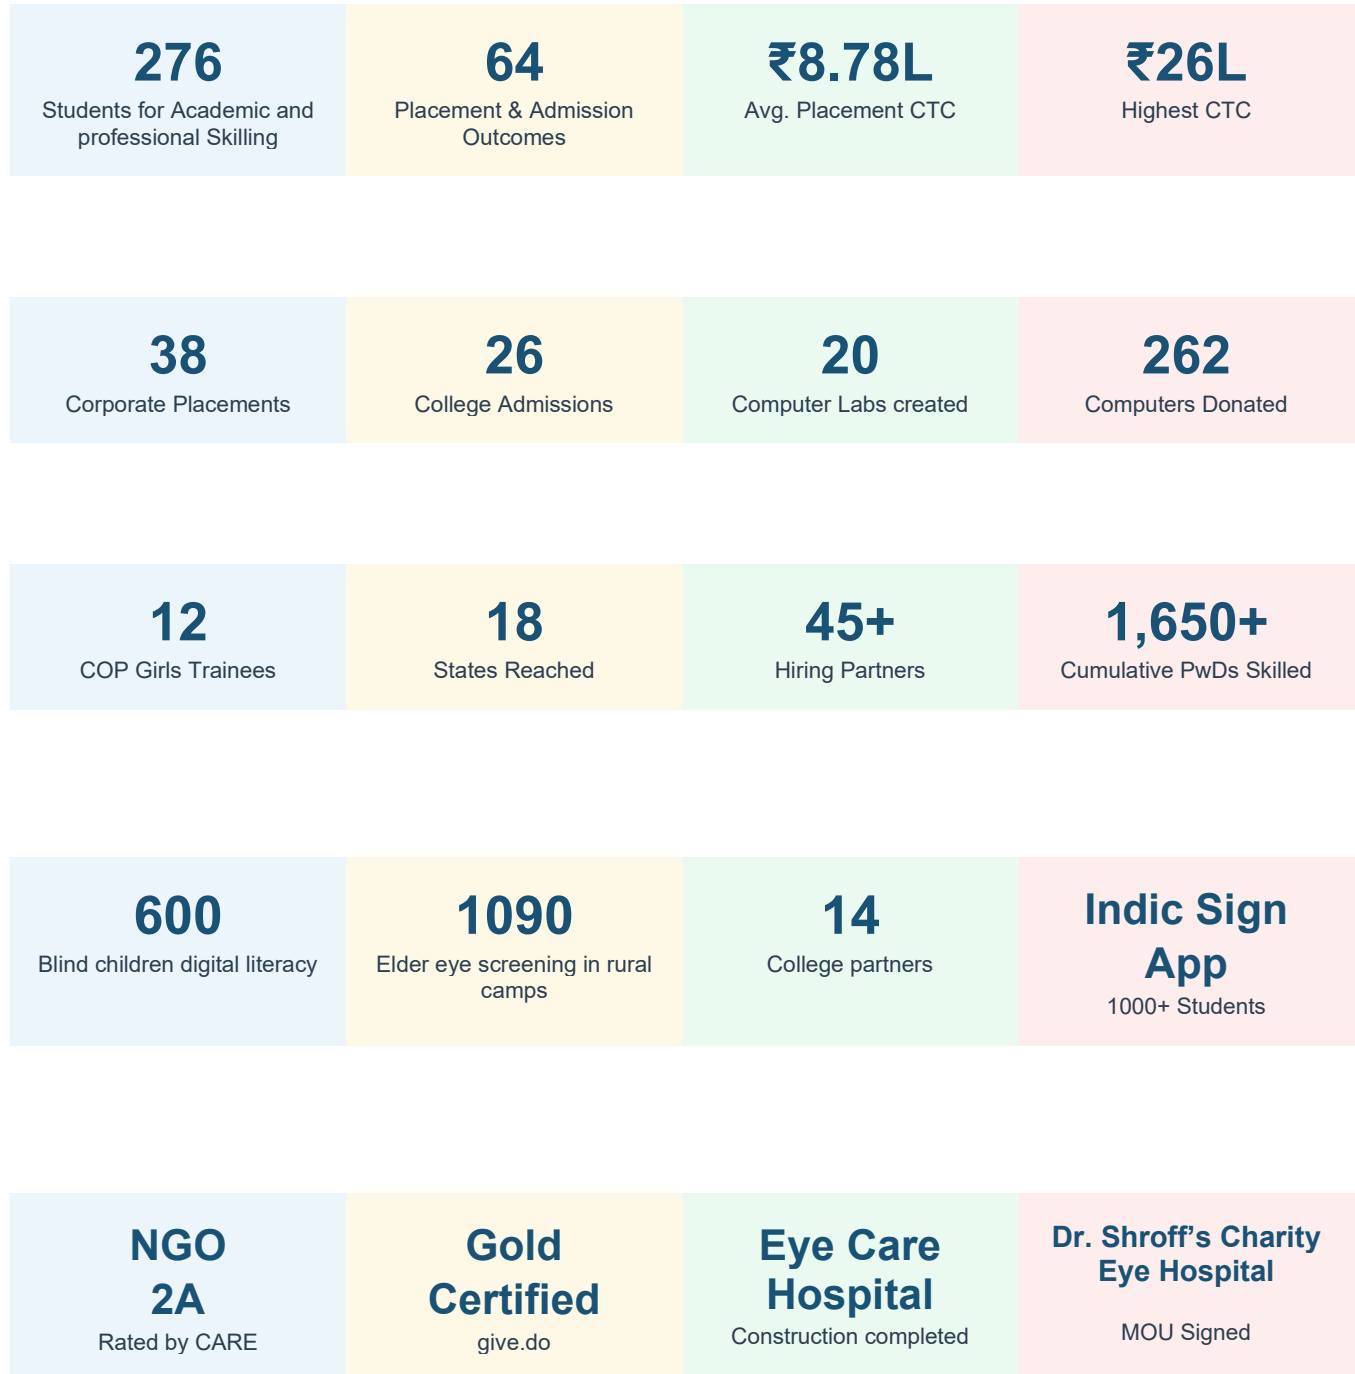 276
Students for Academic and
professional Skilling
64
Placement & Admission
Outcomes
₹8.78L
Avg. Placement CTC
₹26L
Highest CTC
38
Corporate Placements
26
College Admissions
20
Computer Labs created
262
Computers Donated
12
COP Girls Trainees
18
States Reached
45+
Hiring Partners
1,650+
Cumulative PwDs Skilled
600
Blind children digital literacy
1090
Elder eye screening in rural
camps
14
College partners
Indic Sign
App
1000+ Students
NGO
2A
Rated by CARE
Gold
Certified
give.do
Eye Care
Hospital
Construction completed
Dr. Shroff’s Charity
Eye Hospital
MOU Signed